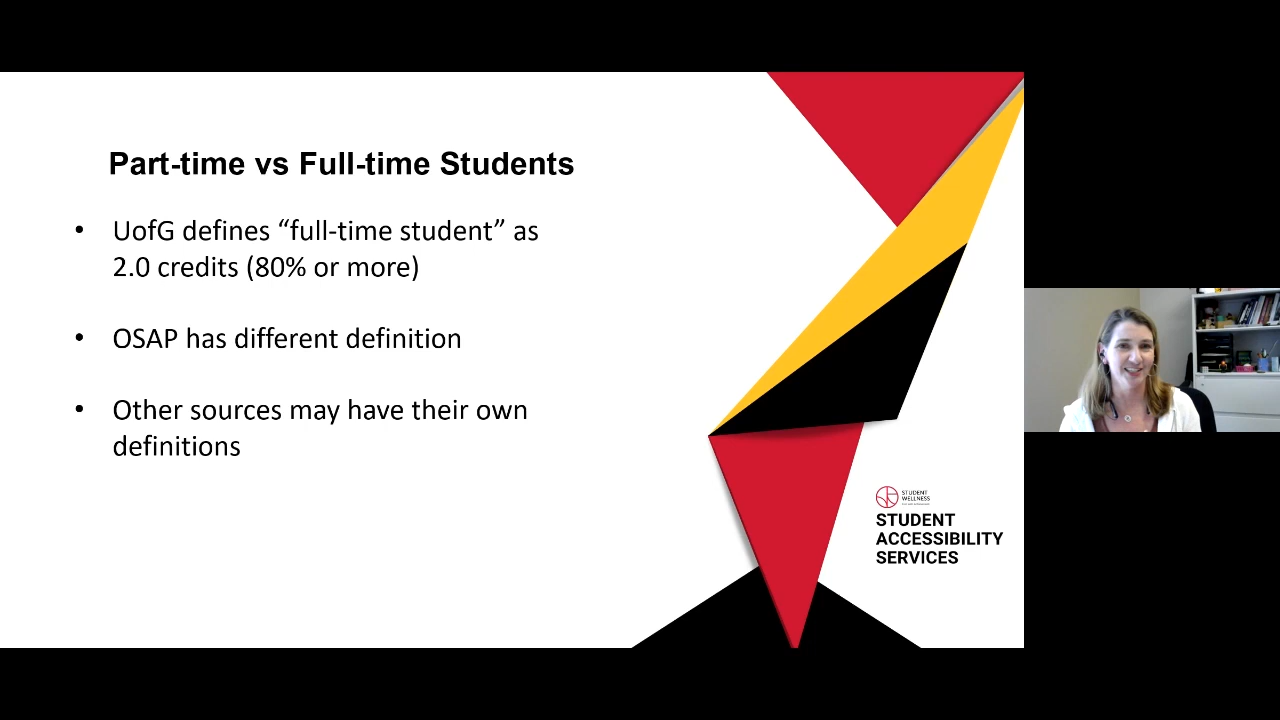 Part-time vs Full-time Students
• UofG defines “full-time student” as
2.0 credits (80% or more)
• OSAP has different definition
• Other sources may have their own
definitions
STUDENT
WELLNESS
STUDENT
ACCESSIBILITY
SERVICES